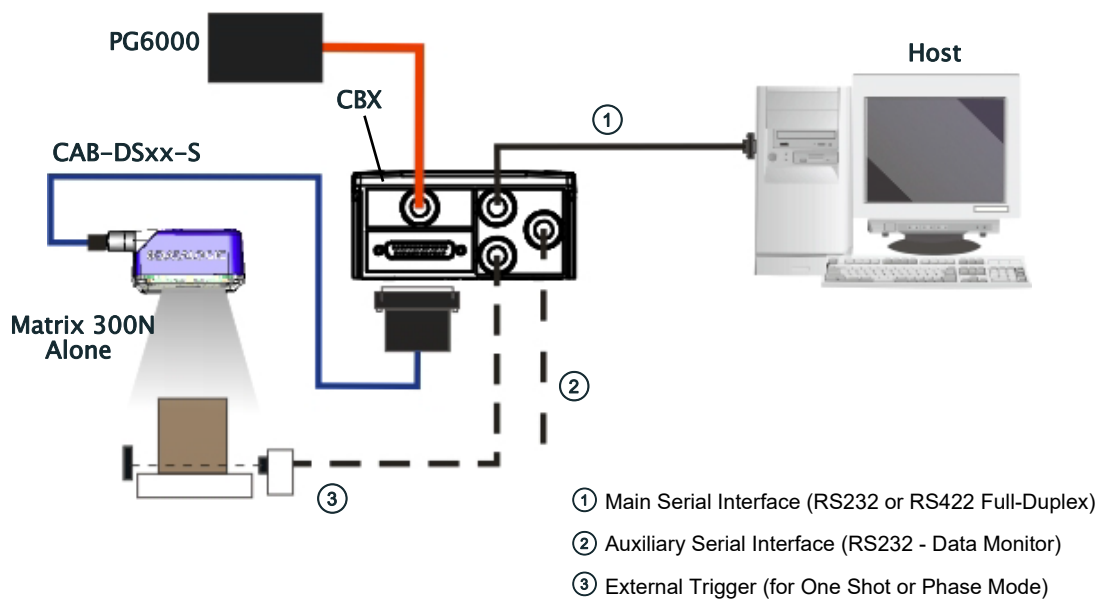 PG6000
Host
CBX
①
CAB-DSxx-S
Matrix 300N
Alone
②
③
① Main Serial Interface (RS232 or RS422 Full-Duplex)
② Auxiliary Serial Interface (RS232 - Data Monitor)
③ External Trigger (for One Shot or Phase Mode)